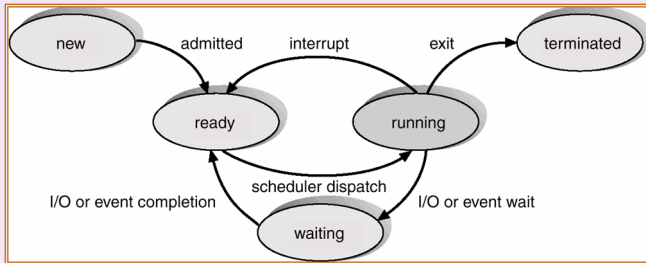 new
admitted
interrupt
exit
terminated
ready
running
scheduler dispatch
I/O or event completion
I/O or event wait
waiting